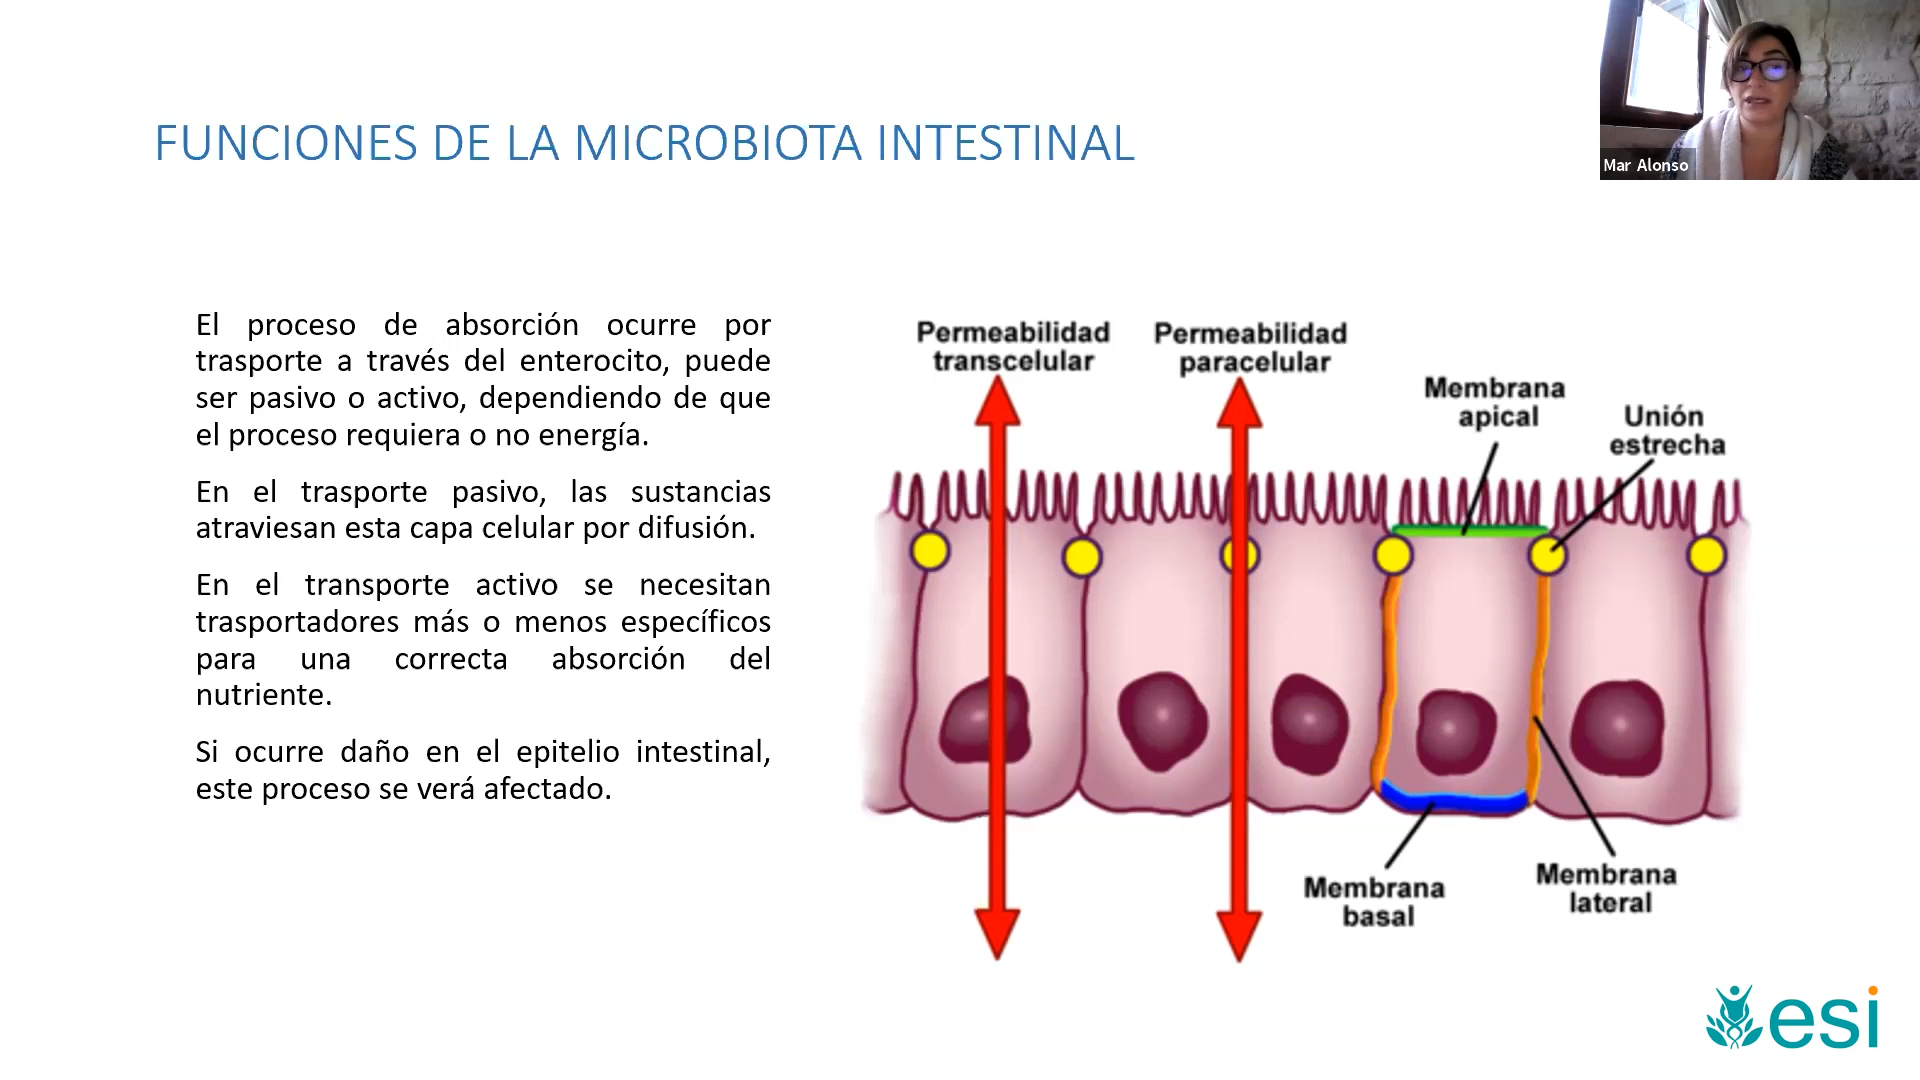 FUNCIONES DE LA MICROBIOTA INTESTINAL
Mar Alonso
El proceso de absorción ocurre por
trasporte a través del enterocito, puede
ser pasivo o activo, dependiendo de que
el proceso requiera o no energía.
En el trasporte pasivo, las sustancias
atraviesan esta capa celular por difusión.
En el transporte activo se necesitan
trasportadores más o menos específicos
para una correcta absorción del
nutriente.
Si ocurre daño en el epitelio intestinal,
este proceso se verá afectado.
Permeabilidad
transcelular
Permeabilidad
paracelular
Membrana
apical
Unión
estrecha
Membrana
basal
Membrana
lateral
esi